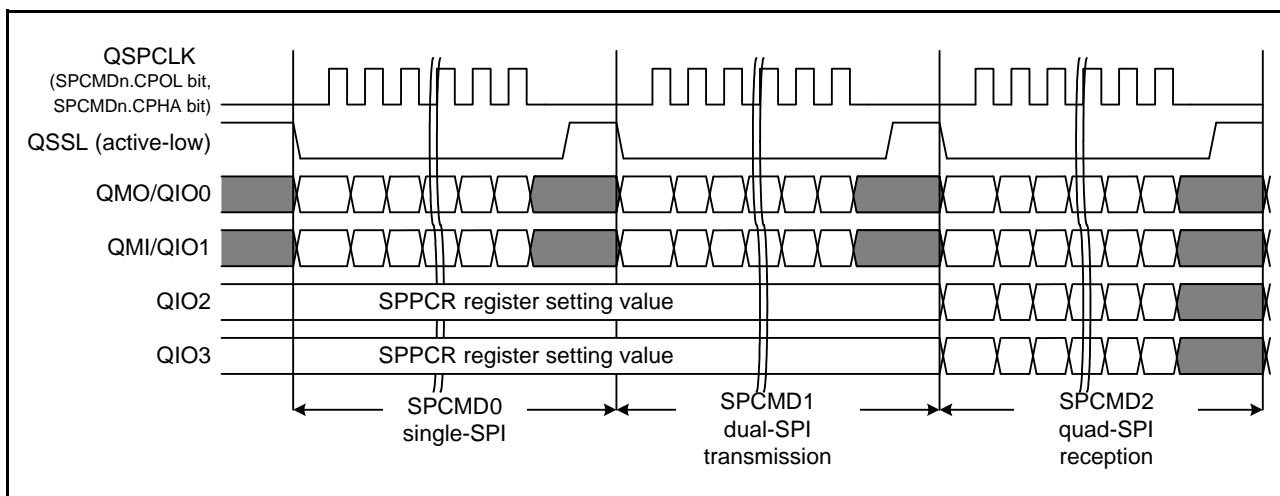 QSPCLK
(SPCMDn.CPOL bit,
SPCMDn.CPHA bit)
QSSL (active-low)
QMO/QIO0
QMI/QIO1
QIO2
SPPCR register setting value
QIO3
SPPCR register setting value
SPCMD0
single-SPI
SPCMD1
dual-SPI
transmission
SPCMD2
quad-SPI
reception